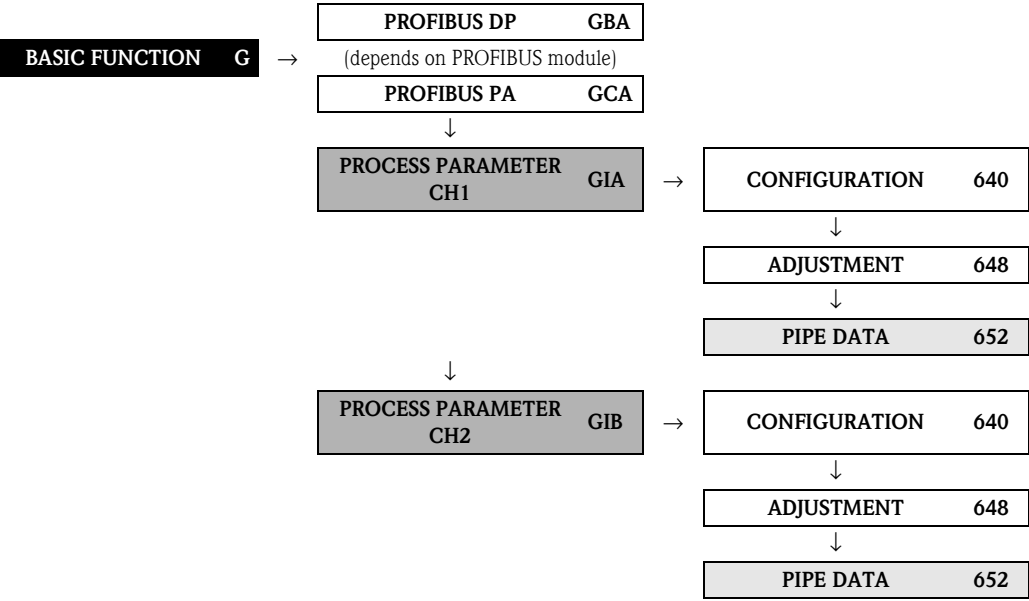 PROFIBUS DP GBA
BASIC FUNCTION G → (depends on PROFIBUS module)
PROFIBUS PA GCA
↓
PROCESS PARAMETER
CH1 GIA → CONFIGURATION 640
↓
ADJUSTMENT 648
↓
PIPE DATA 652
↓
PROCESS PARAMETER
CH2 GIB → CONFIGURATION 640
↓
ADJUSTMENT 648
↓
PIPE DATA 652